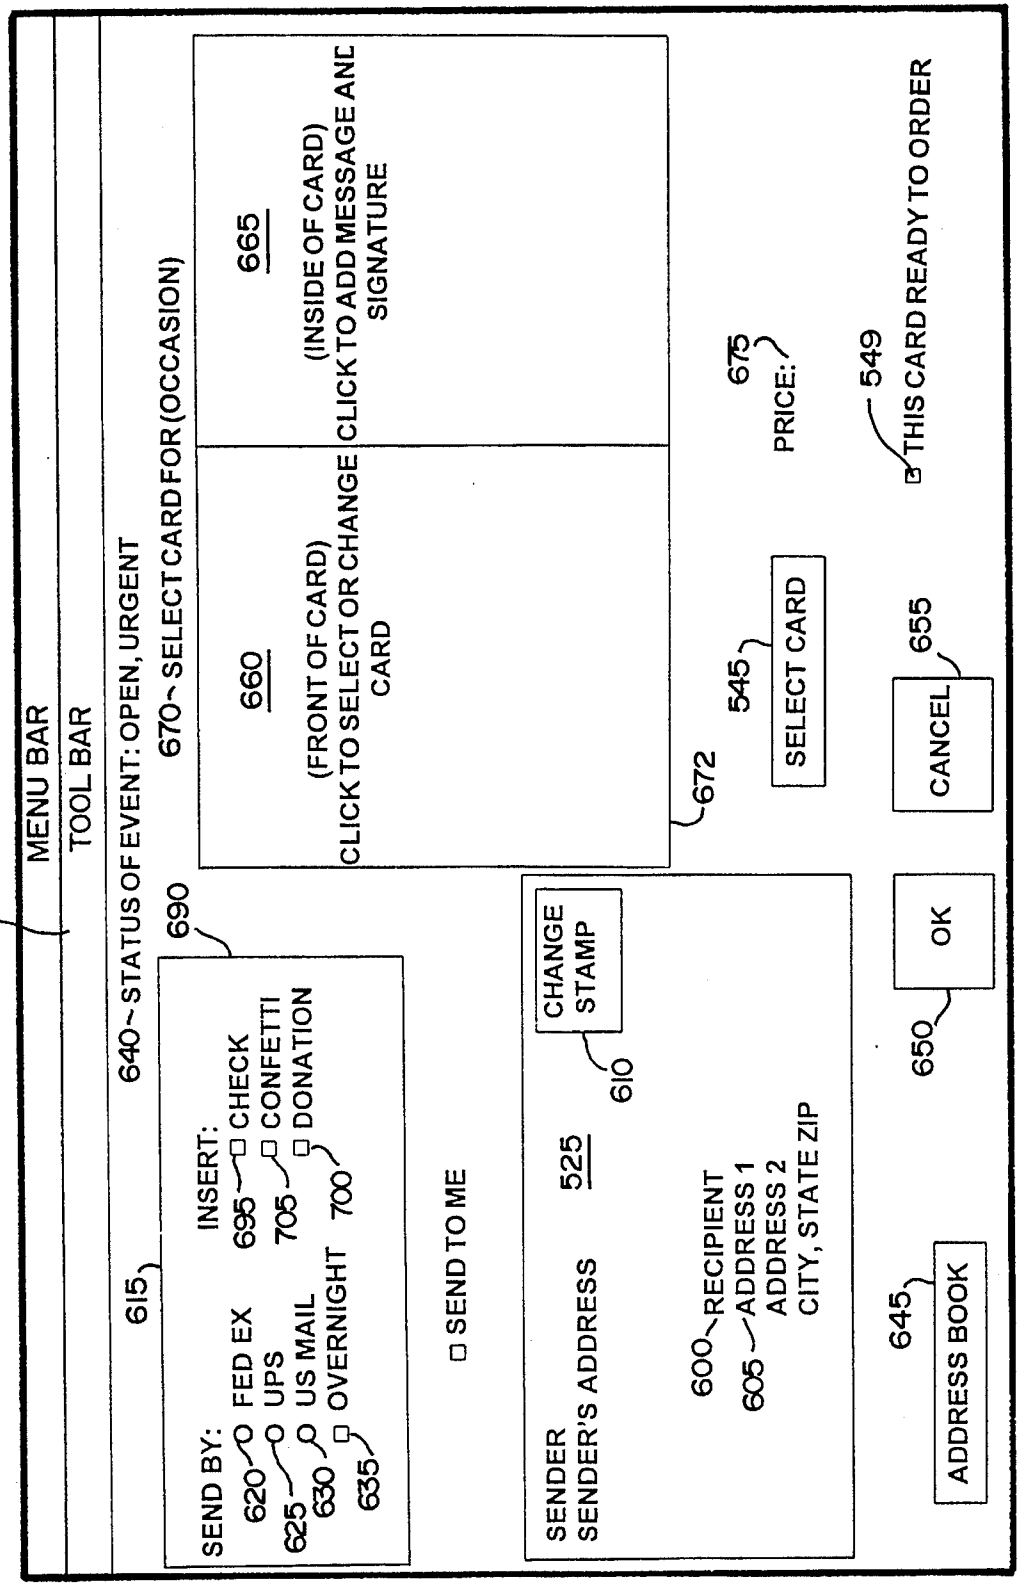 MENU BAR
TOOL BAR
640~STATUS OF EVENT: OPEN, URGENT
615
690
670~SELECT CARD FOR (OCCASION)
SEND BY:
620 FED EX
625 UPS
630 US MAIL
635 OVERNIGHT
INSERT:
695 CHECK
705 CONFETTI
700 DONATION
SEND TO ME
660
(FRONT OF CARD)
CLICK TO SELECT OR CHANGE
CARD
665
(INSIDE OF CARD)
CLICK TO ADD MESSAGE AND
SIGNATURE
672
SENDER
SENDER'S ADDRESS
525
CHANGE
STAMP
610
600 RECIPIENT
605 ADDRESS 1
ADDRESS 2
CITY, STATE ZIP
545
SELECT CARD
675
PRICE:
645
ADDRESS BOOK
650
OK
655
CANCEL
549
THIS CARD READY TO ORDER